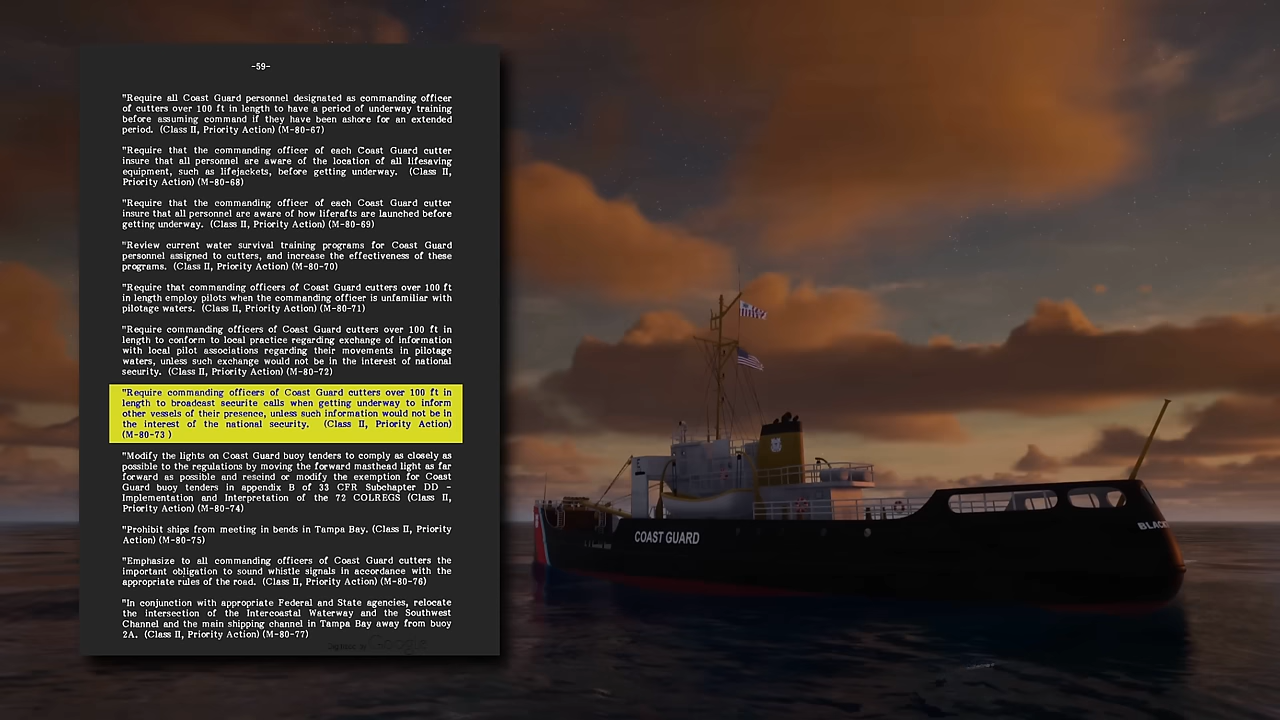 -59-
"Require all Coast Guard personnel designated as commanding officer
of cutters over 100 ft in length to have a period of underway training
before assuming command if they have been ashore for an extended
period. (Class II, Priority Action) (M-80-67)
"Require that the commanding officer of each Coast Guard cutter
insure that all personnel are aware of the location of all lifesaving
equipment, such as lifejackets, before getting underway. (Class II,
Priority Action) (M-80-68)
"Require that the commanding officer of each Coast Guard cutter
insure that all personnel are aware of how liferafts are launched before
getting underway. (Class II, Priority Action) (M-80-69)
"Review current water survival training programs for Coast Guard
personnel assigned to cutters, and increase the effectiveness of these
programs. (Class II, Priority Action) (M-80-70)
"Require that commanding officers of Coast Guard cutters over 100 ft
in length employ pilots when the commanding officer is unfamiliar with
pilotage waters. (Class II, Priority Action) (M-80-71)
"Require commanding officers of Coast Guard cutters over 100 ft in
length to conform to local practice regarding exchange of information
with local pilot associations regarding their movements in pilotage
waters, unless such exchange would not be in the interest of national
security. (Class II, Priority Action) (M-80-72)
"Require commanding officers of Coast Guard cutters over 100 ft in
length to broadcast securite calls when getting underway to inform
other vessels of their presence, unless such information would not be in
the interest of the national security. (Class II, Priority Action)
(M-80-73 )
"Modify the lights on Coast Guard buoy tenders to comply as closely as
possible to the regulations by moving the forward masthead light as far
forward as possible and rescind or modify the exemption for Coast
Guard buoy tenders in appendix B of 33 CFR Subchapter DD -
Implementation and Interpretation of the 72 COLREGS (Class II,
Priority Action) (M-80-74)
"Prohibit ships from meeting in bends in Tampa Bay. (Class II, Priority
Action) (M-80-75)
"Emphasize to all commanding officers of Coast Guard cutters the
important obligation to sound whistle signals in accordance with the
appropriate rules of the road. (Class II, Priority Action) (M-80-76)
"In conjunction with appropriate Federal and State agencies, relocate
the intersection of the Intercoastal Waterway and the Southwest
Channel and the main shipping channel in Tampa Bay away from buoy
2A. (Class II, Priority Action) (M-80-77)
Google
COAST GUARD
BLACK